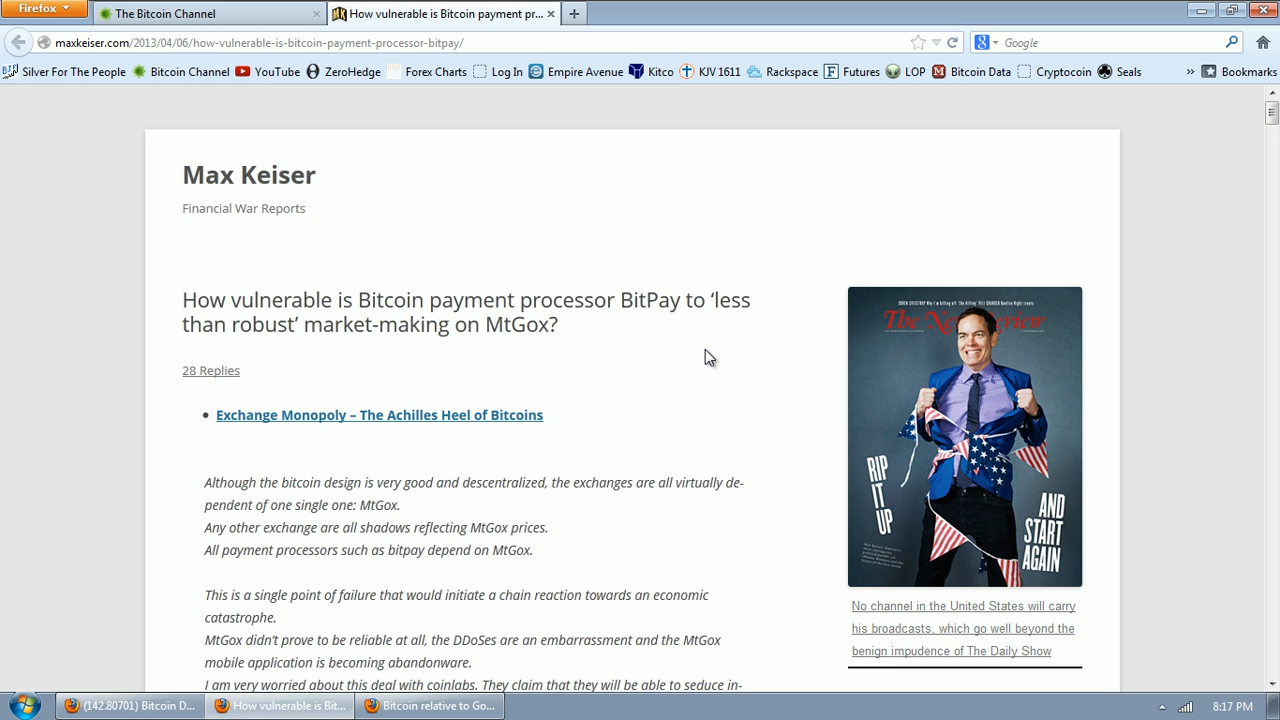 Firefox
The Bitcoin Channel
How vulnerable is Bitcoin payment pr...
maxkeiser.com/2013/04/06/how-vulnerable-is-bitcoin-payment-processor-bitpay/
Google
Silver For The People
Bitcoin Channel
YouTube
ZeroHedge
Forex Charts
Log In
Empire Avenue
Kitco
KJV 1611
Rackspace
Futures
LOP
Bitcoin Data
Cryptocoin
Seals
»
Bookmarks
Max Keiser
Financial War Reports
How vulnerable is Bitcoin payment processor BitPay to ‘less
than robust’ market-making on MtGox?
28 Replies
• Exchange Monopoly – The Achilles Heel of Bitcoins
Although the bitcoin design is very good and descentralized, the exchanges are all virtually de-
pendent of one single one: MtGox.
Any other exchange are all shadows reflecting MtGox prices.
All payment processors such as bitpay depend on MtGox.
This is a single point of failure that would initiate a chain reaction towards an economic
catastrophe.
MtGox didn’t prove to be reliable at all, the DDoSes are an embarrassment and the MtGox
mobile application is becoming abandonware.
I am very worried about this deal with coinlabs. They claim that they will be able to seduce in-
RIP
IT
UP
AND
START
AGAIN
No channel in the United States will carry
his broadcasts, which go well beyond the
benign impudence of The Daily Show
(142.80701) Bitcoin D...
How vulnerable is Bit...
Bitcoin relative to Go...
8:17 PM